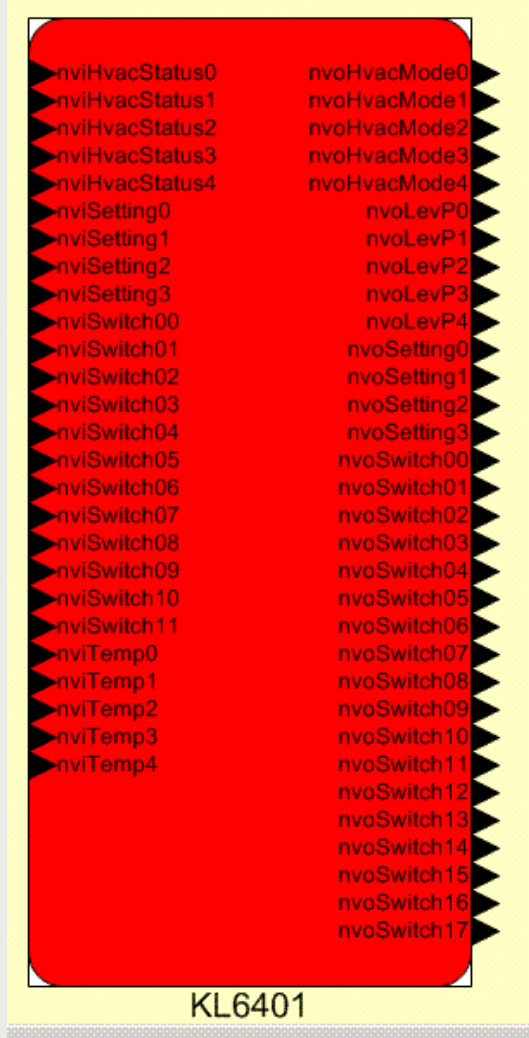 nviHvacStatus0 nvoHvacMode0
nviHvacStatus1 nvoHvacMode1
nviHvacStatus2 nvoHvacMode2
nviHvacStatus3 nvoHvacMode3
nviHvacStatus4 nvoHvacMode4
nviSetting0 nvoLevP0
nviSetting1 nvoLevP1
nviSetting2 nvoLevP2
nviSetting3 nvoLevP3
nviSwitch00 nvoLevP4
nviSwitch01 nvoSetting0
nviSwitch02 nvoSetting1
nviSwitch03 nvoSetting2
nviSwitch04 nvoSetting3
nviSwitch05 nvoSwitch00
nviSwitch06 nvoSwitch01
nviSwitch07 nvoSwitch02
nviSwitch08 nvoSwitch03
nviSwitch09 nvoSwitch04
nviSwitch10 nvoSwitch05
nviSwitch11 nvoSwitch06
nviTemp0 nvoSwitch07
nviTemp1 nvoSwitch08
nviTemp2 nvoSwitch09
nviTemp3 nvoSwitch10
nviTemp4 nvoSwitch11
nvoSwitch12
nvoSwitch13
nvoSwitch14
nvoSwitch15
nvoSwitch16
nvoSwitch17
KL6401